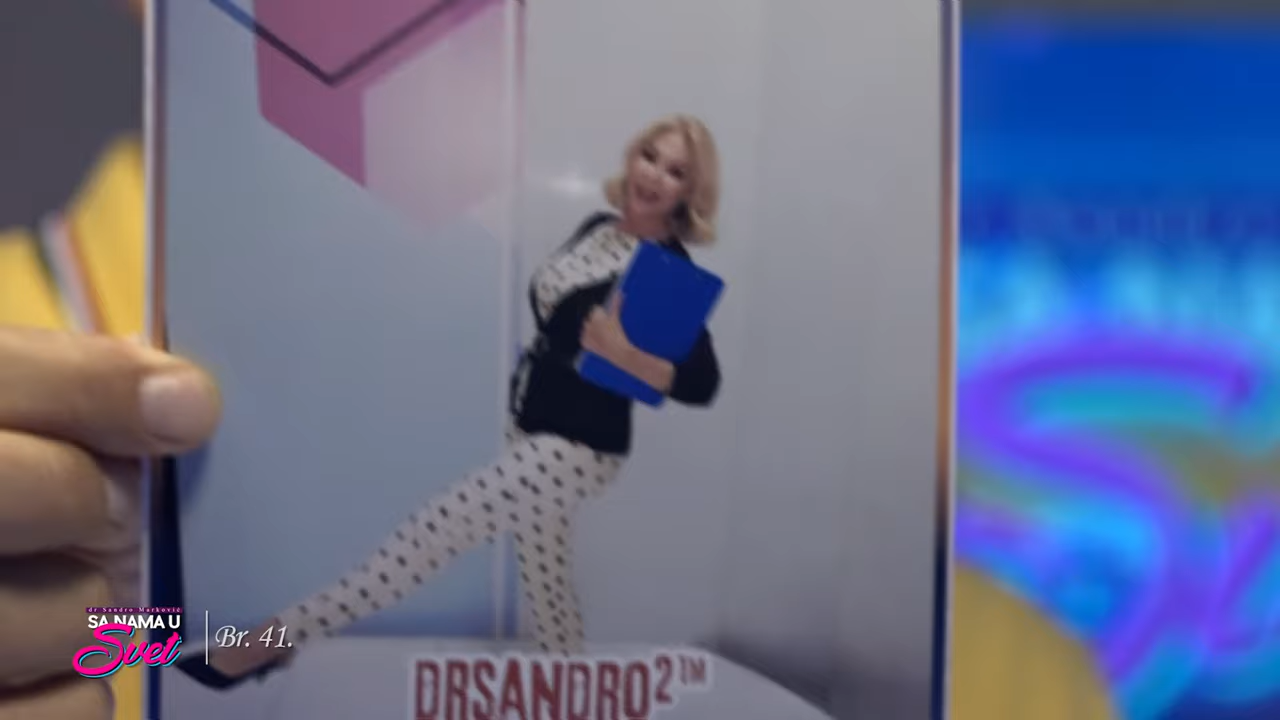 DRSANDRO²™
dr Sandro Marković
SA NAMA U
Svet
Br. 41.